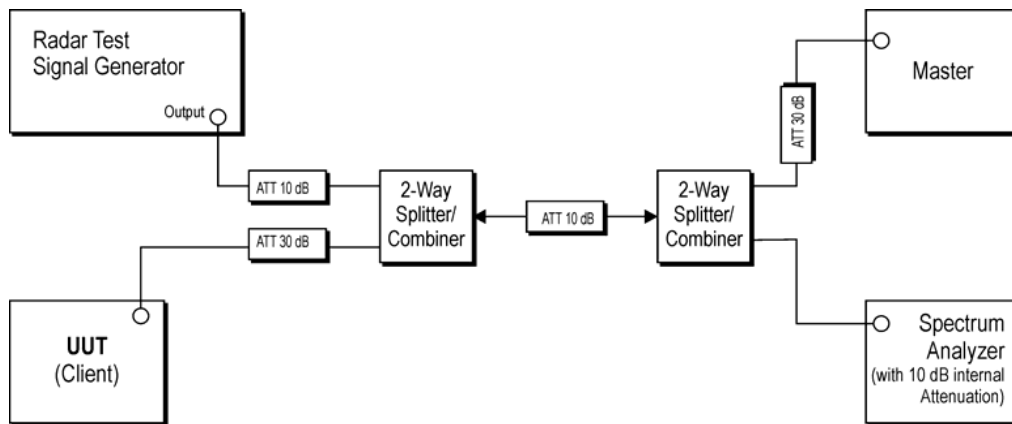 Radar Test
Signal Generator
Output
ATT 10 dB
ATT 30 dB
UUT
(Client)
2-Way
Splitter/
Combiner
ATT 10 dB
2-Way
Splitter/
Combiner
ATT 30 dB
Master
Spectrum
Analyzer
(with 10 dB internal
Attenuation)